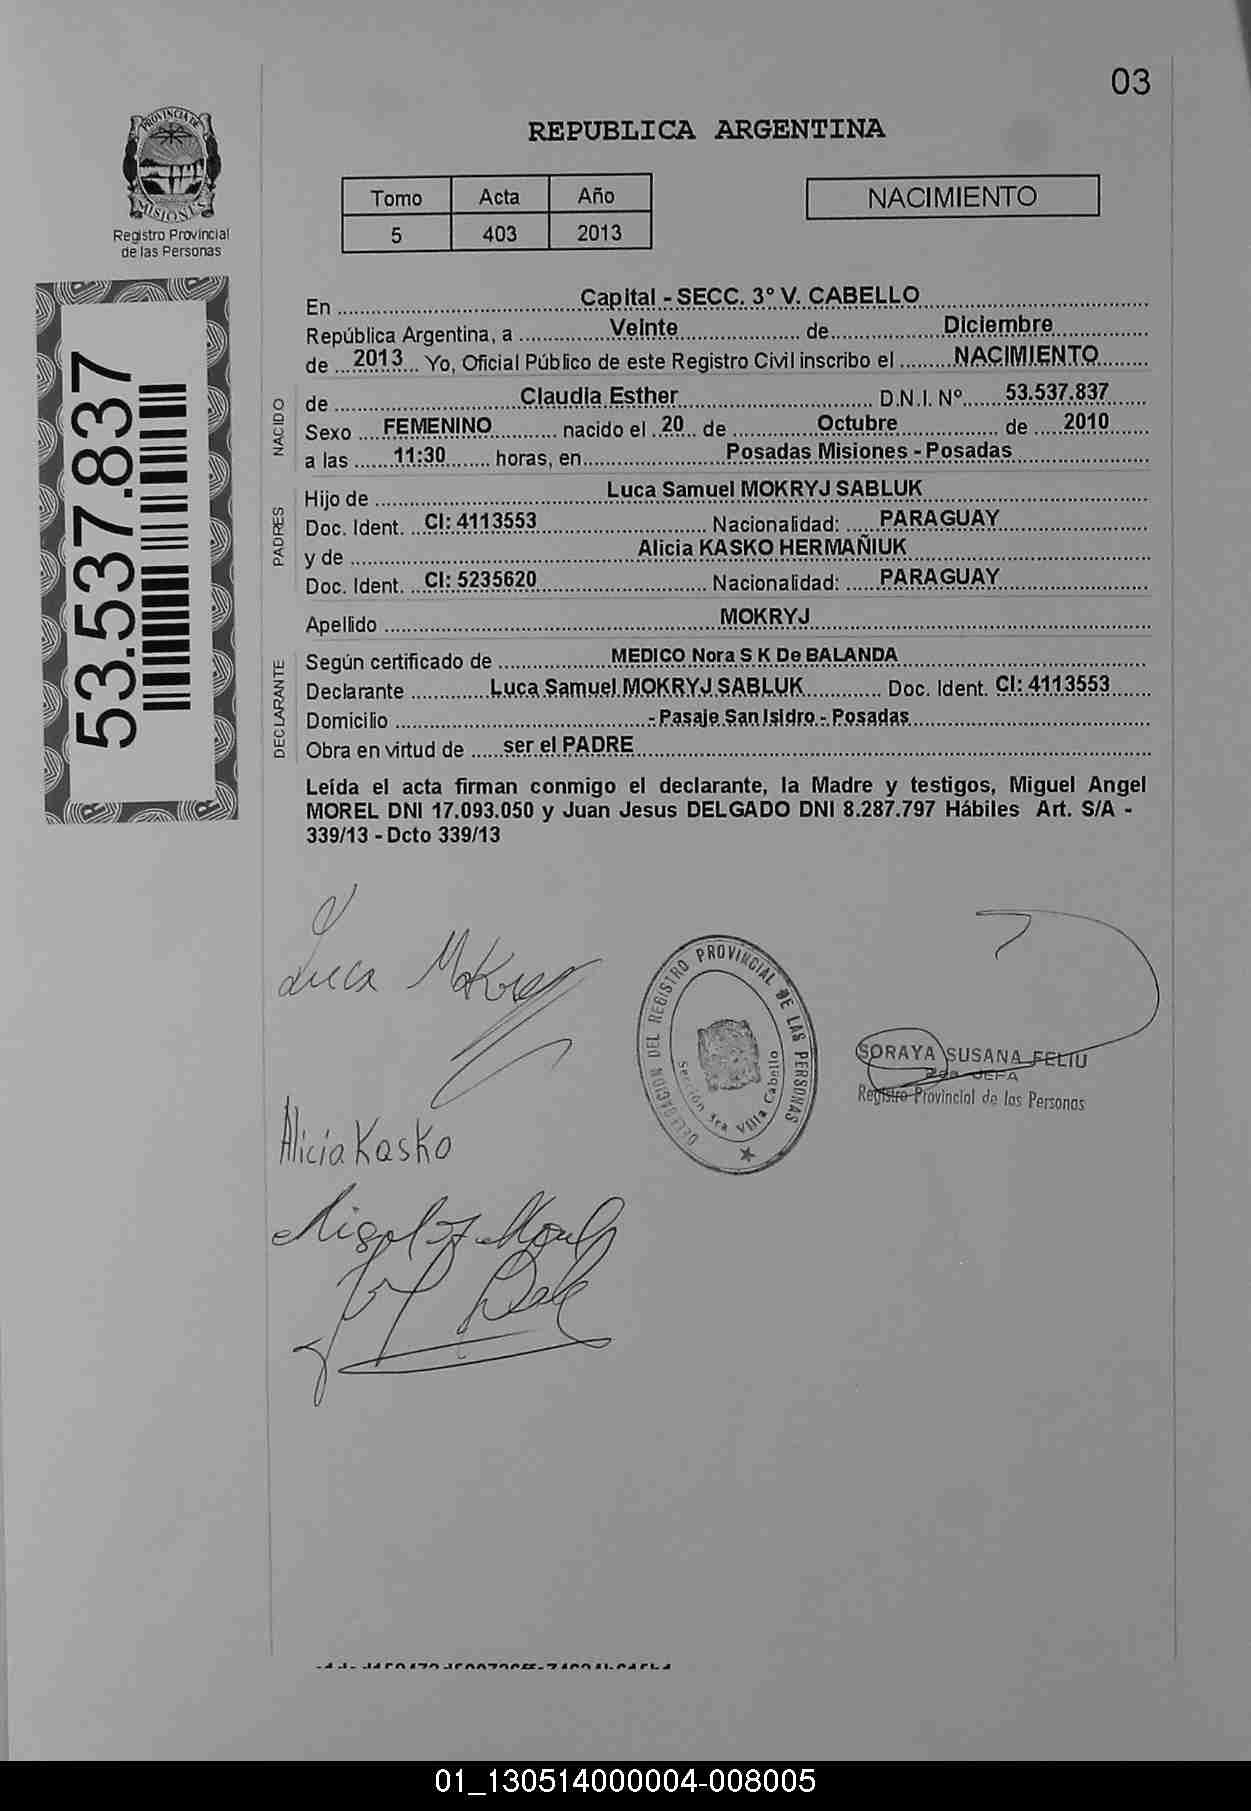 03
PROVINCIA DE
MISIONES
Registro Provincial
de las Personas
REPUBLICA ARGENTINA
Tomo Acta Año
5 403 2013
NACIMIENTO
53.537.837
En Capital - SECC. 3° V. CABELLO
República Argentina, a Veinte de Diciembre
de 2013 Yo, Oficial Público de este Registro Civil inscribo el NACIMIENTO
NACIDO
de Claudia Esther D.N.I. Nº 53.537.837
Sexo FEMENINO nacido el 20 de Octubre de 2010
a las 11:30 horas, en Posadas Misiones - Posadas
PADRES
Hijo de Luca Samuel MOKRYJ SABLUK
Doc. Ident. CI: 4113553 Nacionalidad: PARAGUAY
y de Alicia KASKO HERMAÑIUK
Doc. Ident. CI: 5235620 Nacionalidad: PARAGUAY
Apellido MOKRYJ
DECLARANTE
Según certificado de MEDICO Nora S K De BALANDA
Declarante Luca Samuel MOKRYJ SABLUK Doc. Ident. CI: 4113553
Domicilio - Pasaje San Isidro - Posadas
Obra en virtud de ser el PADRE
Leída el acta firman conmigo el declarante, la Madre y testigos, Miguel Angel
MOREL DNI 17.093.050 y Juan Jesus DELGADO DNI 8.287.797 Hábiles Art. S/A -
339/13 - Dcto 339/13
Luca Mokryj
DELEGACION DEL REGISTRO PROVINCIAL DE LAS PERSONAS
Sección 3ra Villa Cabello
SORAYA SUSANA FELIU
JEFA
Registro Provincial de las Personas
Alicia Kasko
01_130514000004-008005